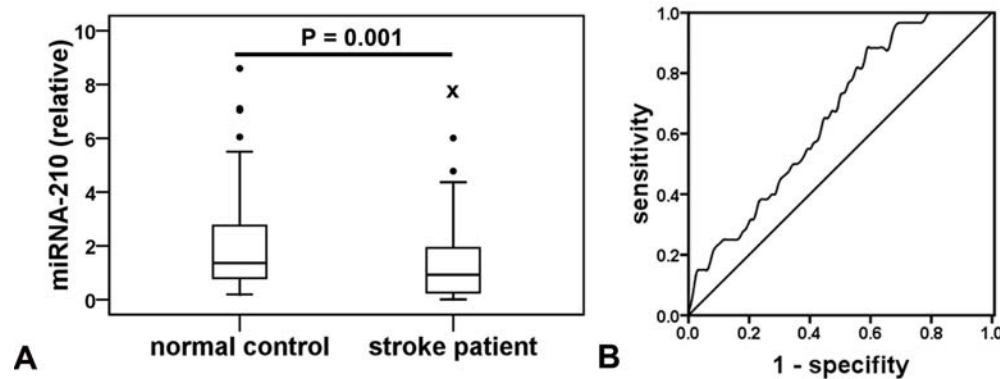 10
8
6
4
2
0
miRNA-210 (relative)
P = 0.001
x
normal control
stroke patient
A
1.0
0.8
0.6
0.4
0.2
0.0
sensitivity
0.0 0.2 0.4 0.6 0.8 1.0
1 - specifity
B